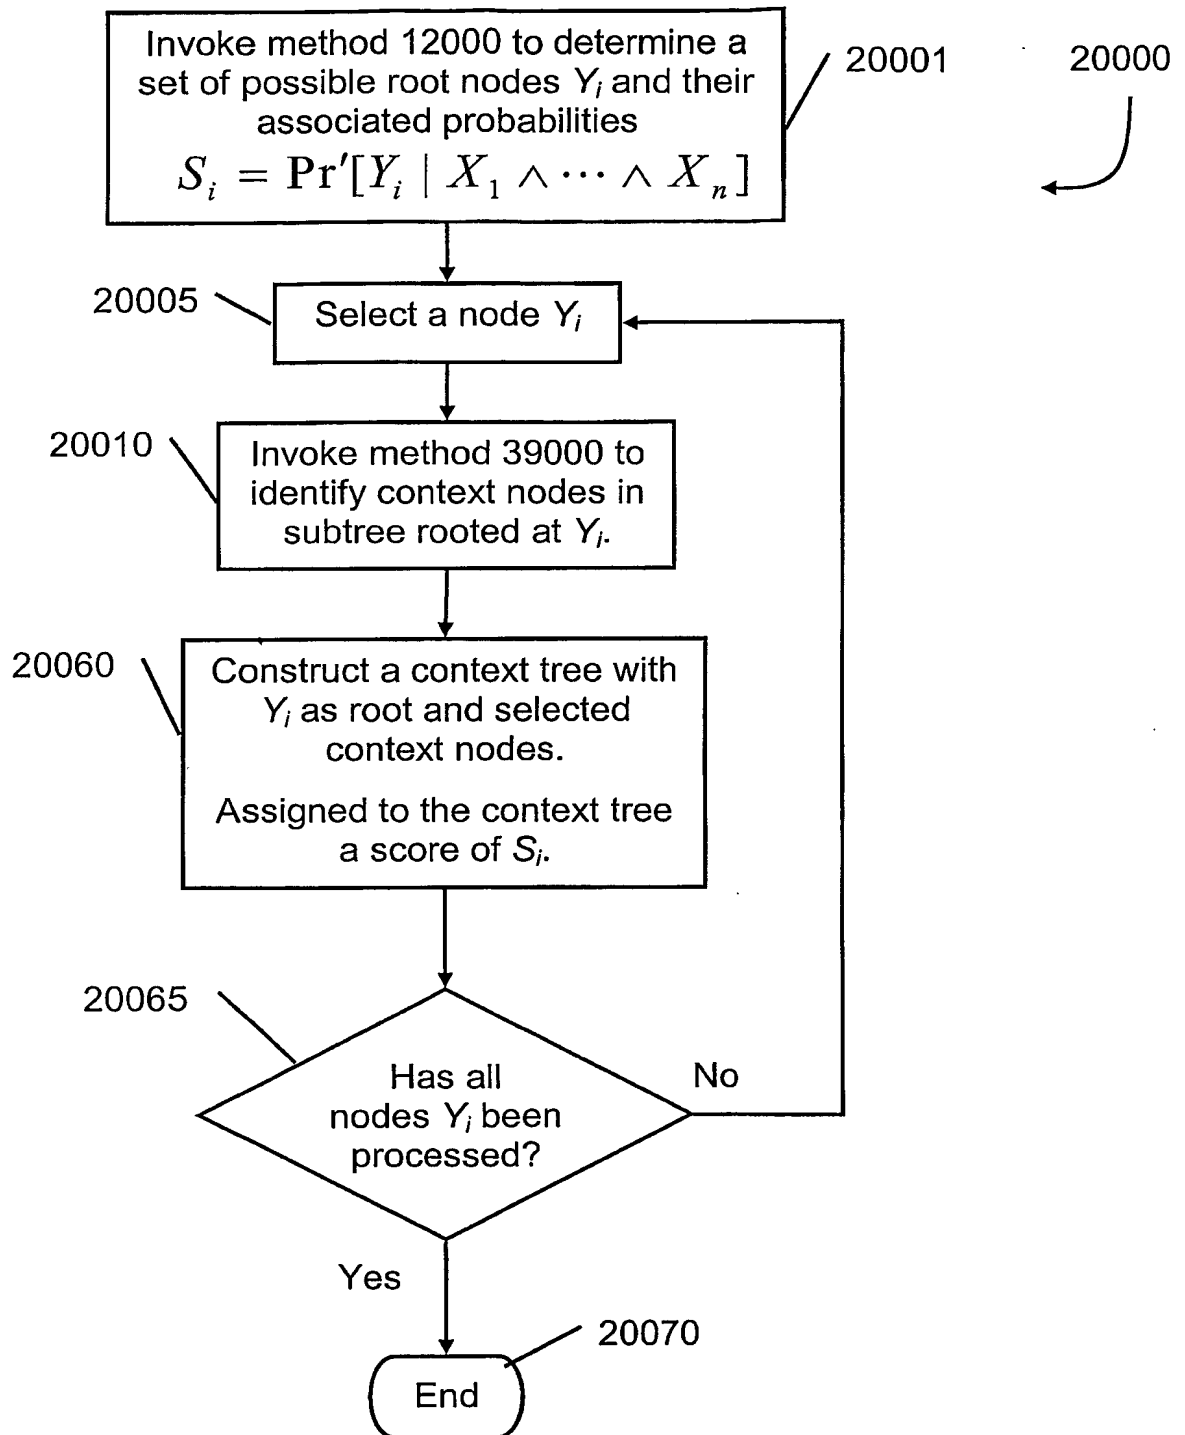 Invoke method 12000 to determine a
set of possible root nodes Yi and their
associated probabilities
Si = Pr′[Yi | X1 ∧ ⋯ ∧ Xn]
20001
20000
20005
Select a node Yi
20010
Invoke method 39000 to
identify context nodes in
subtree rooted at Yi.
20060
Construct a context tree with
Yi as root and selected
context nodes.
Assigned to the context tree
a score of Si.
20065
Has all
nodes Yi been
processed?
No
Yes
20070
End